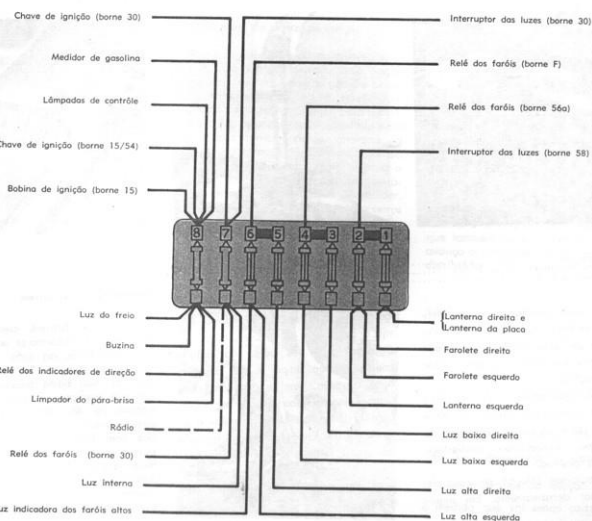 Chave de ignição (borne 30)
Medidor de gasolina
Lâmpadas de contrôle
Chave de ignição (borne 15/54)
Bobina de ignição (borne 15)
Interruptor das luzes (borne 30)
Relé dos faróis (borne F)
Relé dos faróis (borne 56a)
Interruptor das luzes (borne 58)
8 7 6 5 4 3 2 1
Luz do freio
Buzina
Relé dos indicadores de direção
Limpador do pára-brisa
Rádio
Relé dos faróis (borne 30)
Luz interna
Luz indicadora dos faróis altos
Lanterna direita e
Lanterna da placa
Farolete direito
Farolete esquerdo
Lanterna esquerda
Luz baixa direita
Luz baixa esquerda
Luz alta direita
Luz alta esquerda